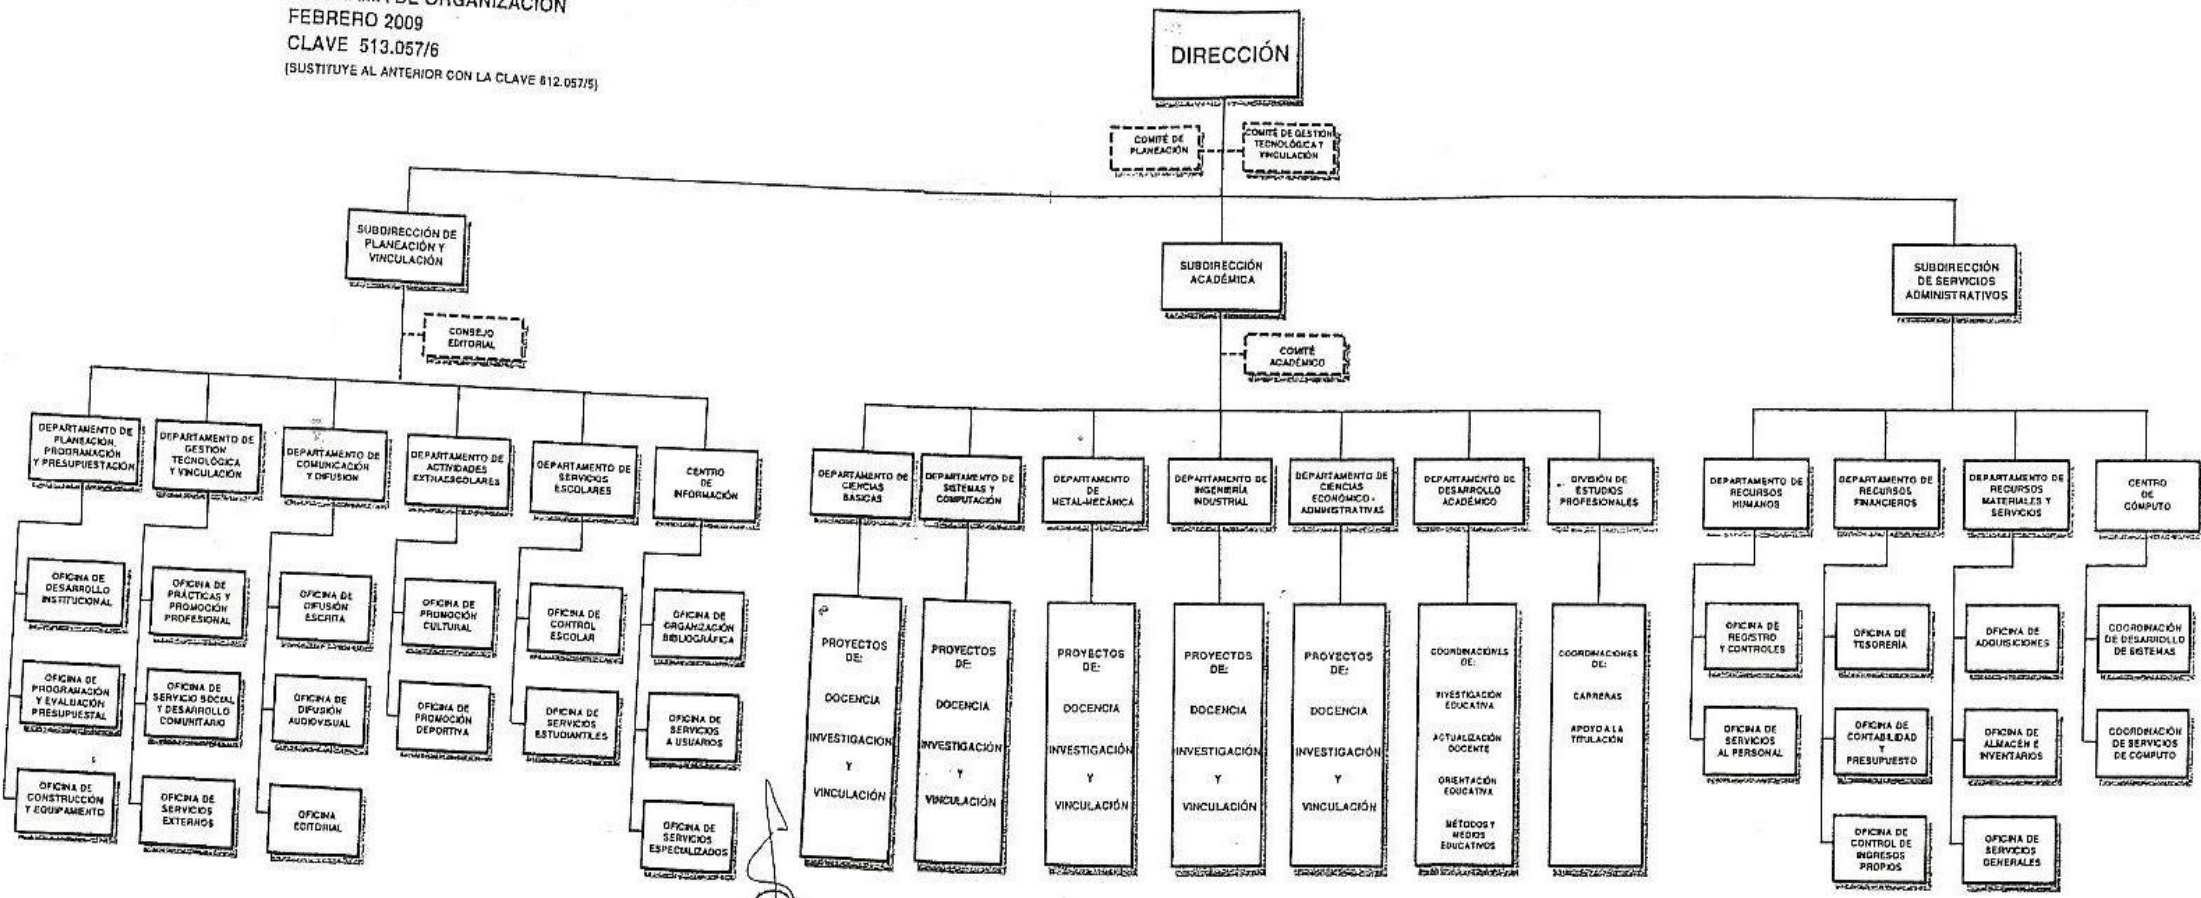 DE ORGANIZACIÓN
FEBRERO 2009
CLAVE 513.057/6
(SUSTITUYE AL ANTERIOR CON LA CLAVE 612.057/5)
DIRECCIÓN
COMITÉ DE
PLANEACIÓN
COMITÉ DE GESTIÓN
TECNOLÓGICA Y
VINCULACIÓN
SUBDIRECCIÓN DE
PLANEACIÓN Y
VINCULACIÓN
SUBDIRECCIÓN
ACADÉMICA
SUBDIRECCIÓN
DE SERVICIOS
ADMINISTRATIVOS
CONSEJO
EDITORIAL
COMITÉ
ACADÉMICO
DEPARTAMENTO DE
PLANEACIÓN,
PROGRAMACIÓN
Y PRESUPUESTACIÓN
DEPARTAMENTO DE
GESTIÓN
TECNOLÓGICA
Y VINCULACIÓN
DEPARTAMENTO DE
COMUNICACIÓN
Y DIFUSIÓN
DEPARTAMENTO DE
ACTIVIDADES
EXTRAESCOLARES
DEPARTAMENTO DE
SERVICIOS
ESCOLARES
CENTRO
DE
INFORMACIÓN
DEPARTAMENTO DE
CIENCIAS
BÁSICAS
DEPARTAMENTO DE
SISTEMAS Y
COMPUTACIÓN
DEPARTAMENTO
DE
METAL-MECÁNICA
DEPARTAMENTO DE
INGENIERÍA
INDUSTRIAL
DEPARTAMENTO DE
CIENCIAS
ECONÓMICO -
ADMINISTRATIVAS
DEPARTAMENTO DE
DESARROLLO
ACADÉMICO
DIVISIÓN DE
ESTUDIOS
PROFESIONALES
DEPARTAMENTO DE
RECURSOS
HUMANOS
DEPARTAMENTO DE
RECURSOS
FINANCIEROS
DEPARTAMENTO DE
RECURSOS
MATERIALES Y
SERVICIOS
CENTRO
DE
CÓMPUTO
OFICINA DE
DESARROLLO
INSTITUCIONAL
OFICINA DE
PROGRAMACIÓN
Y EVALUACIÓN
PRESUPUESTAL
OFICINA DE
CONSTRUCCIÓN
Y EQUIPAMIENTO
OFICINA DE
PRÁCTICAS Y
PROMOCIÓN
PROFESIONAL
OFICINA DE
SERVICIO SOCIAL
Y DESARROLLO
COMUNITARIO
OFICINA DE
SERVICIOS
EXTERNOS
OFICINA DE
DIFUSIÓN
ESCRITA
OFICINA DE
DIFUSIÓN
AUDIOVISUAL
OFICINA
EDITORIAL
OFICINA DE
PROMOCIÓN
CULTURAL
OFICINA DE
PROMOCIÓN
DEPORTIVA
OFICINA DE
CONTROL
ESCOLAR
OFICINA DE
SERVICIOS
ESTUDIANTILES
OFICINA DE
ORGANIZACIÓN
BIBLIOGRÁFICA
OFICINA DE
SERVICIOS
A USUARIOS
OFICINA DE
SERVICIOS
ESPECIALIZADOS
PROYECTOS
DE:
DOCENCIA
INVESTIGACIÓN
Y
VINCULACIÓN
PROYECTOS
DE:
DOCENCIA
INVESTIGACIÓN
Y
VINCULACIÓN
PROYECTOS
DE:
DOCENCIA
INVESTIGACIÓN
Y
VINCULACIÓN
PROYECTOS
DE:
DOCENCIA
INVESTIGACIÓN
Y
VINCULACIÓN
PROYECTOS
DE:
DOCENCIA
INVESTIGACIÓN
Y
VINCULACIÓN
COORDINACIONES
DE:
INVESTIGACIÓN
EDUCATIVA
ACTUALIZACIÓN
DOCENTE
ORIENTACIÓN
EDUCATIVA
MÉTODOS Y
MEDIOS
EDUCATIVOS
COORDINACIONES
DE:
CARRERAS
APOYO A LA
TITULACIÓN
OFICINA DE
REGISTRO
Y CONTROLES
OFICINA DE
SERVICIOS
AL PERSONAL
OFICINA DE
TESORERÍA
OFICINA DE
CONTABILIDAD
Y
PRESUPUESTO
OFICINA DE
CONTROL DE
INGRESOS
PROPIOS
OFICINA DE
ADQUISICIONES
OFICINA DE
ALMACÉN E
INVENTARIOS
OFICINA DE
SERVICIOS
GENERALES
COORDINACIÓN
DE DESARROLLO
DE SISTEMAS
COORDINACIÓN
DE SERVICIOS
DE CÓMPUTO